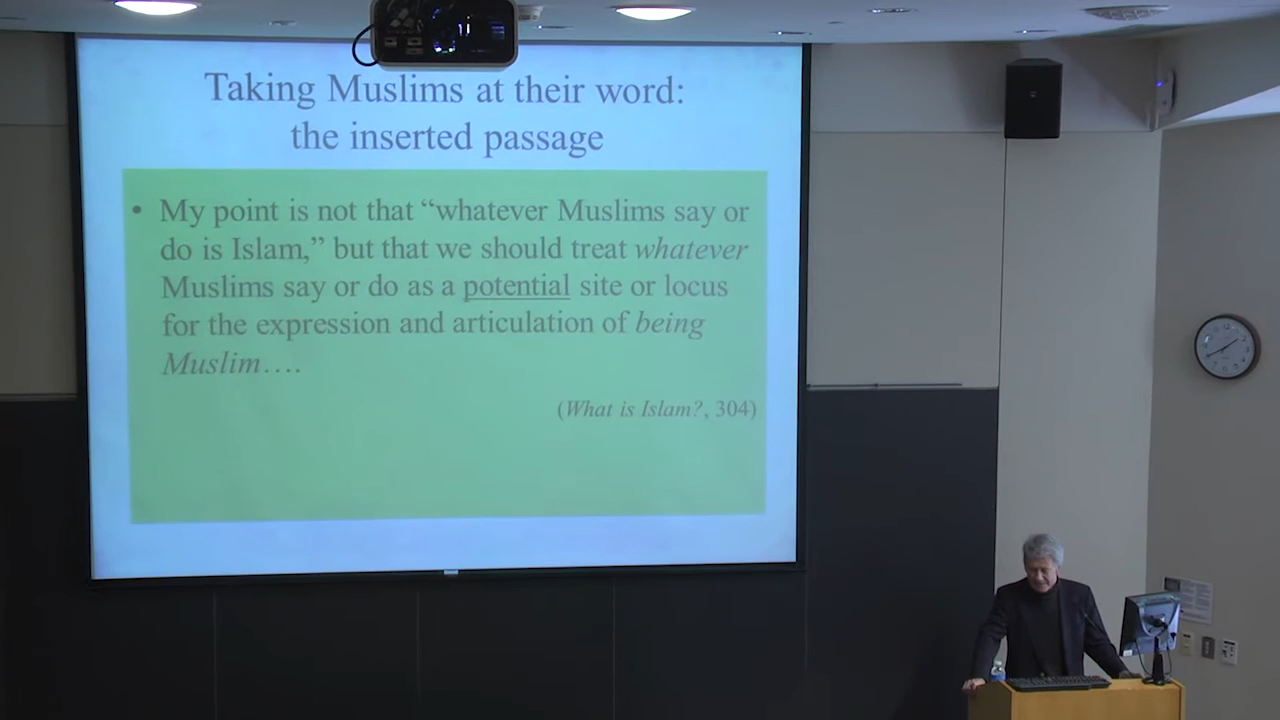 Taking Muslims at their word:
the inserted passage
• My point is not that “whatever Muslims say or
do is Islam,” but that we should treat whatever
Muslims say or do as a potential site or locus
for the expression and articulation of being
Muslim….
(What is Islam?, 304)